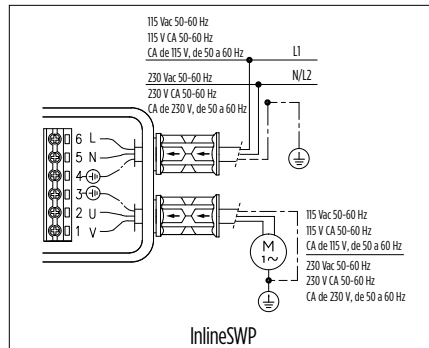 115 Vac 50-60 Hz
115 V CA 50-60 Hz
CA de 115 V, de 50 a 60 Hz
L1
230 Vac 50-60 Hz
230 V CA 50-60 Hz
CA de 230 V, de 50 a 60 Hz
N/L2
6 L
5 N
4
3
2 U
1 V
M
1~
115 Vac 50-60 Hz
115 V CA 50-60 Hz
CA de 115 V, de 50 a 60 Hz
230 Vac 50-60 Hz
230 V CA 50-60 Hz
CA de 230 V, de 50 a 60 Hz
InlineSWP